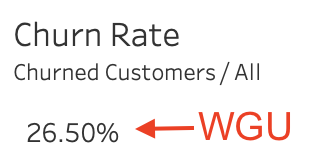 Churn Rate
Churned Customers / All
26.50% WGU